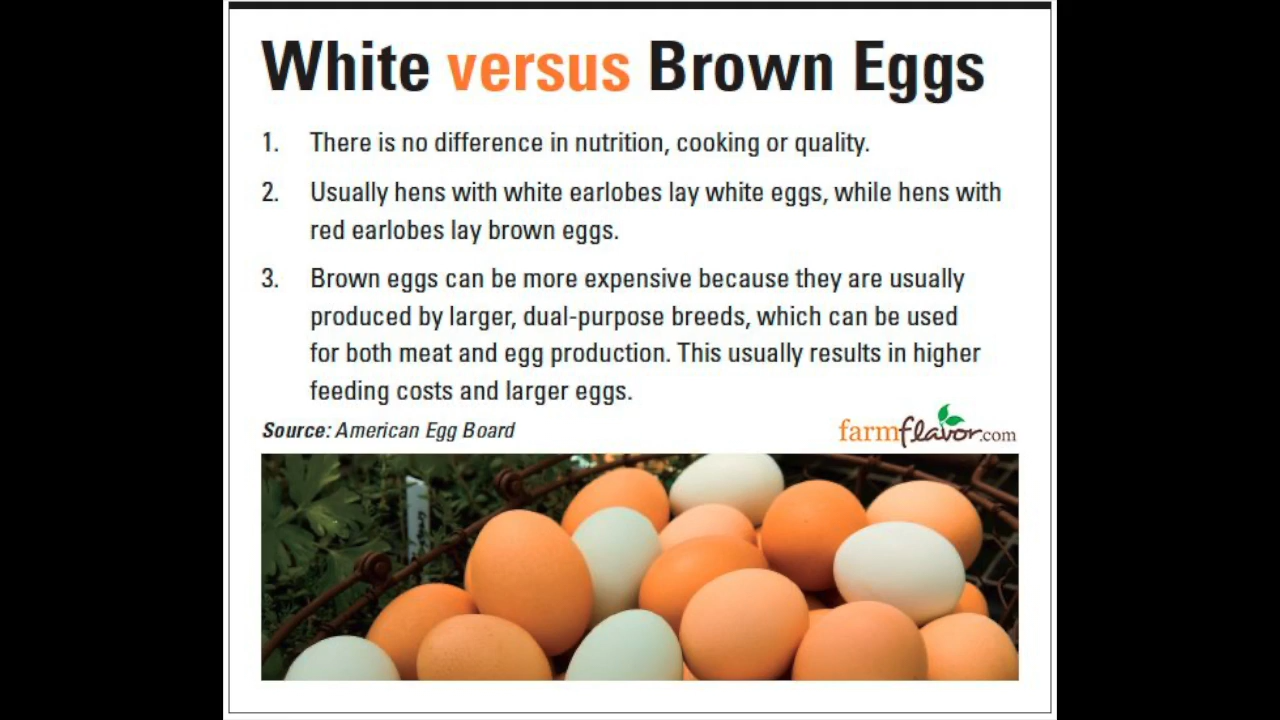 White versus Brown Eggs
1. There is no difference in nutrition, cooking or quality.
2. Usually hens with white earlobes lay white eggs, while hens with
red earlobes lay brown eggs.
3. Brown eggs can be more expensive because they are usually
produced by larger, dual-purpose breeds, which can be used
for both meat and egg production. This usually results in higher
feeding costs and larger eggs.
Source: American Egg Board
farmflavor.com